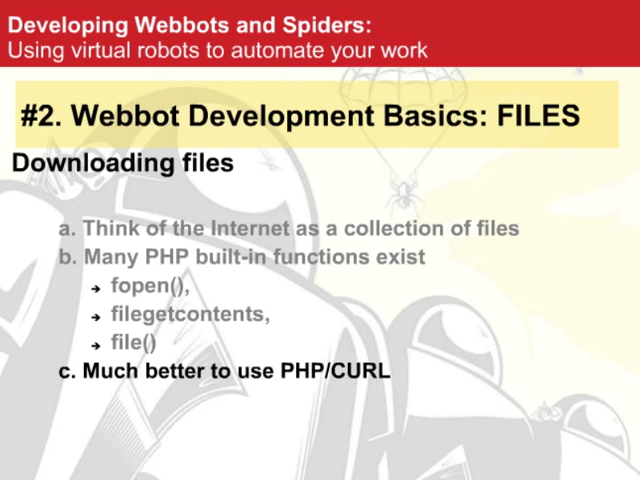 Developing Webbots and Spiders:
Using virtual robots to automate your work
#2. Webbot Development Basics: FILES
Downloading files
a. Think of the Internet as a collection of files
b. Many PHP built-in functions exist
➔ fopen(),
➔ filegetcontents,
➔ file()
c. Much better to use PHP/CURL